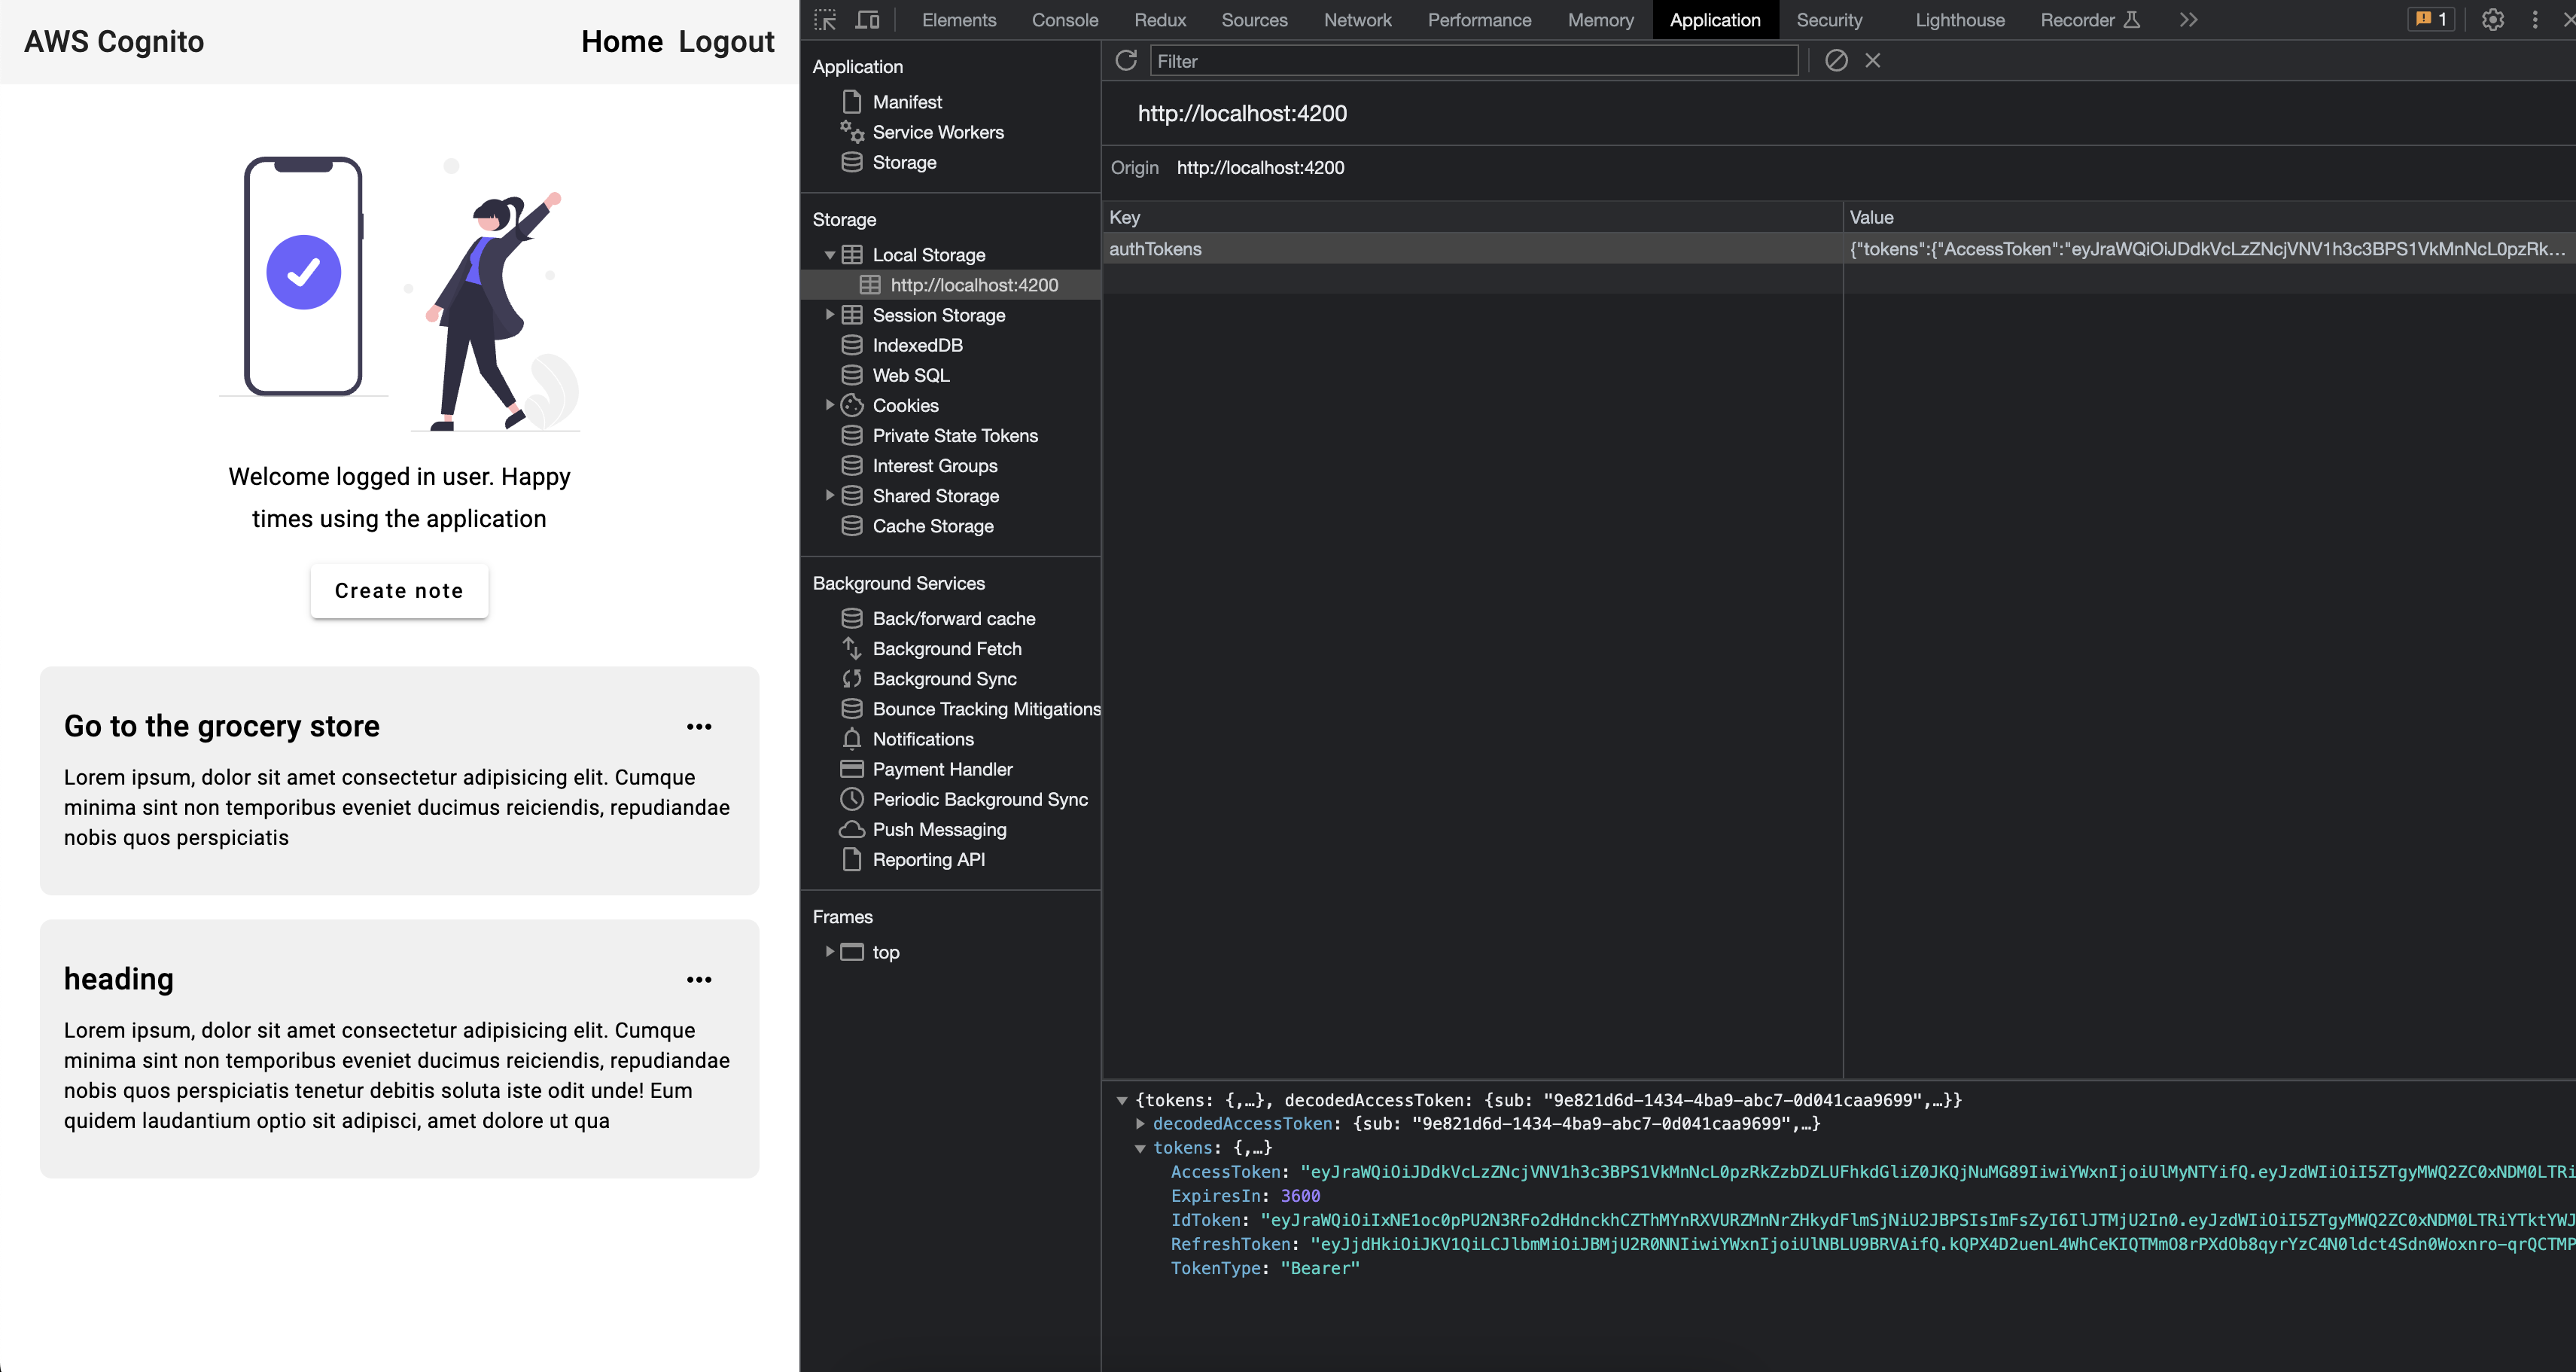 AWS Cognito
Home Logout
Welcome logged in user. Happy
times using the application
Create note
Go to the grocery store
Lorem ipsum, dolor sit amet consectetur adipisicing elit. Cumque
minima sint non temporibus eveniet ducimus reiciendis, repudiandae
nobis quos perspiciatis
heading
Lorem ipsum, dolor sit amet consectetur adipisicing elit. Cumque
minima sint non temporibus eveniet ducimus reiciendis, repudiandae
nobis quos perspiciatis tenetur debitis soluta iste odit unde! Eum
quidem laudantium optio sit adipisci, amet dolore ut qua
Elements Console Redux Sources Network Performance Memory Application Security Lighthouse Recorder 1
Application
Manifest
Service Workers
Storage
Storage
Local Storage
http://localhost:4200
Session Storage
IndexedDB
Web SQL
Cookies
Private State Tokens
Interest Groups
Shared Storage
Cache Storage
Background Services
Back/forward cache
Background Fetch
Background Sync
Bounce Tracking Mitigations
Notifications
Payment Handler
Periodic Background Sync
Push Messaging
Reporting API
Frames
top
Filter
http://localhost:4200
Origin http://localhost:4200
Key Value
authTokens {"tokens":{"AccessToken":"eyJraWQiOiJDdkVcLzZNcjVNV1h3c3BPS1VkMnNcL0pzRk…
{tokens: {,…}, decodedAccessToken: {sub: "9e821d6d-1434-4ba9-abc7-0d041caa9699",…}}
decodedAccessToken: {sub: "9e821d6d-1434-4ba9-abc7-0d041caa9699",…}
tokens: {,…}
AccessToken: "eyJraWQiOiJDdkVcLzZNcjVNV1h3c3BPS1VkMnNcL0pzRkZzbDZLUFhkdGliZ0JKQjNuMG89IiwiYWxnIjoiUlMyNTYifQ.eyJzdWIiOiI5ZTgyMWQ2ZC0xNDM0LTRi
ExpiresIn: 3600
IdToken: "eyJraWQiOiIxNE1oc0pPU2N3RFo2dHdnckhCZThMYnRXVURZMnNrZHkydFlmSjNiU2JBPSIsImFsZyI6IlJTMjU2In0.eyJzdWIiOiI5ZTgyMWQ2ZC0xNDM0LTRiYTktYWJ
RefreshToken: "eyJjdHkiOiJKV1QiLCJlbmMiOiJBMjU2R0NNIiwiYWxnIjoiUlNBLU9BRVAifQ.kQPX4D2uenL4WhCeKIQTMmO8rPXdOb8qyrYzC4N0ldct4Sdn0Woxnro-qrQCTMP
TokenType: "Bearer"